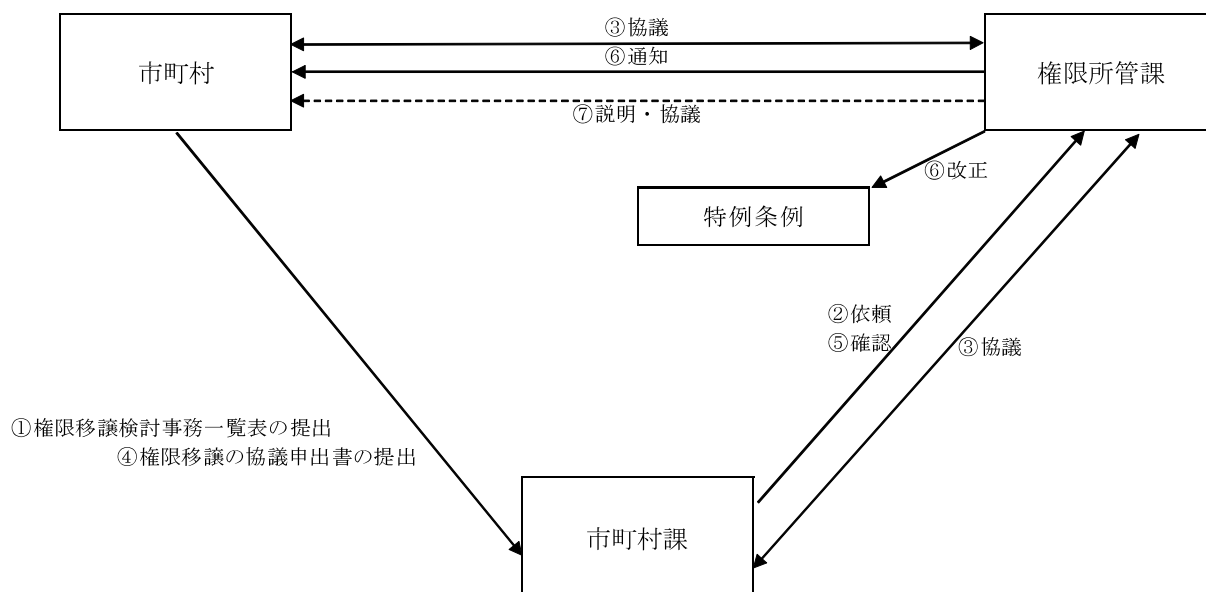 ③協議
⑥通知
市町村
権限所管課
⑦説明・協議
⑥改正
特例条例
②依頼
⑤確認
③協議
①権限移譲検討事務一覧表の提出
④権限移譲の協議申出書の提出
市町村課